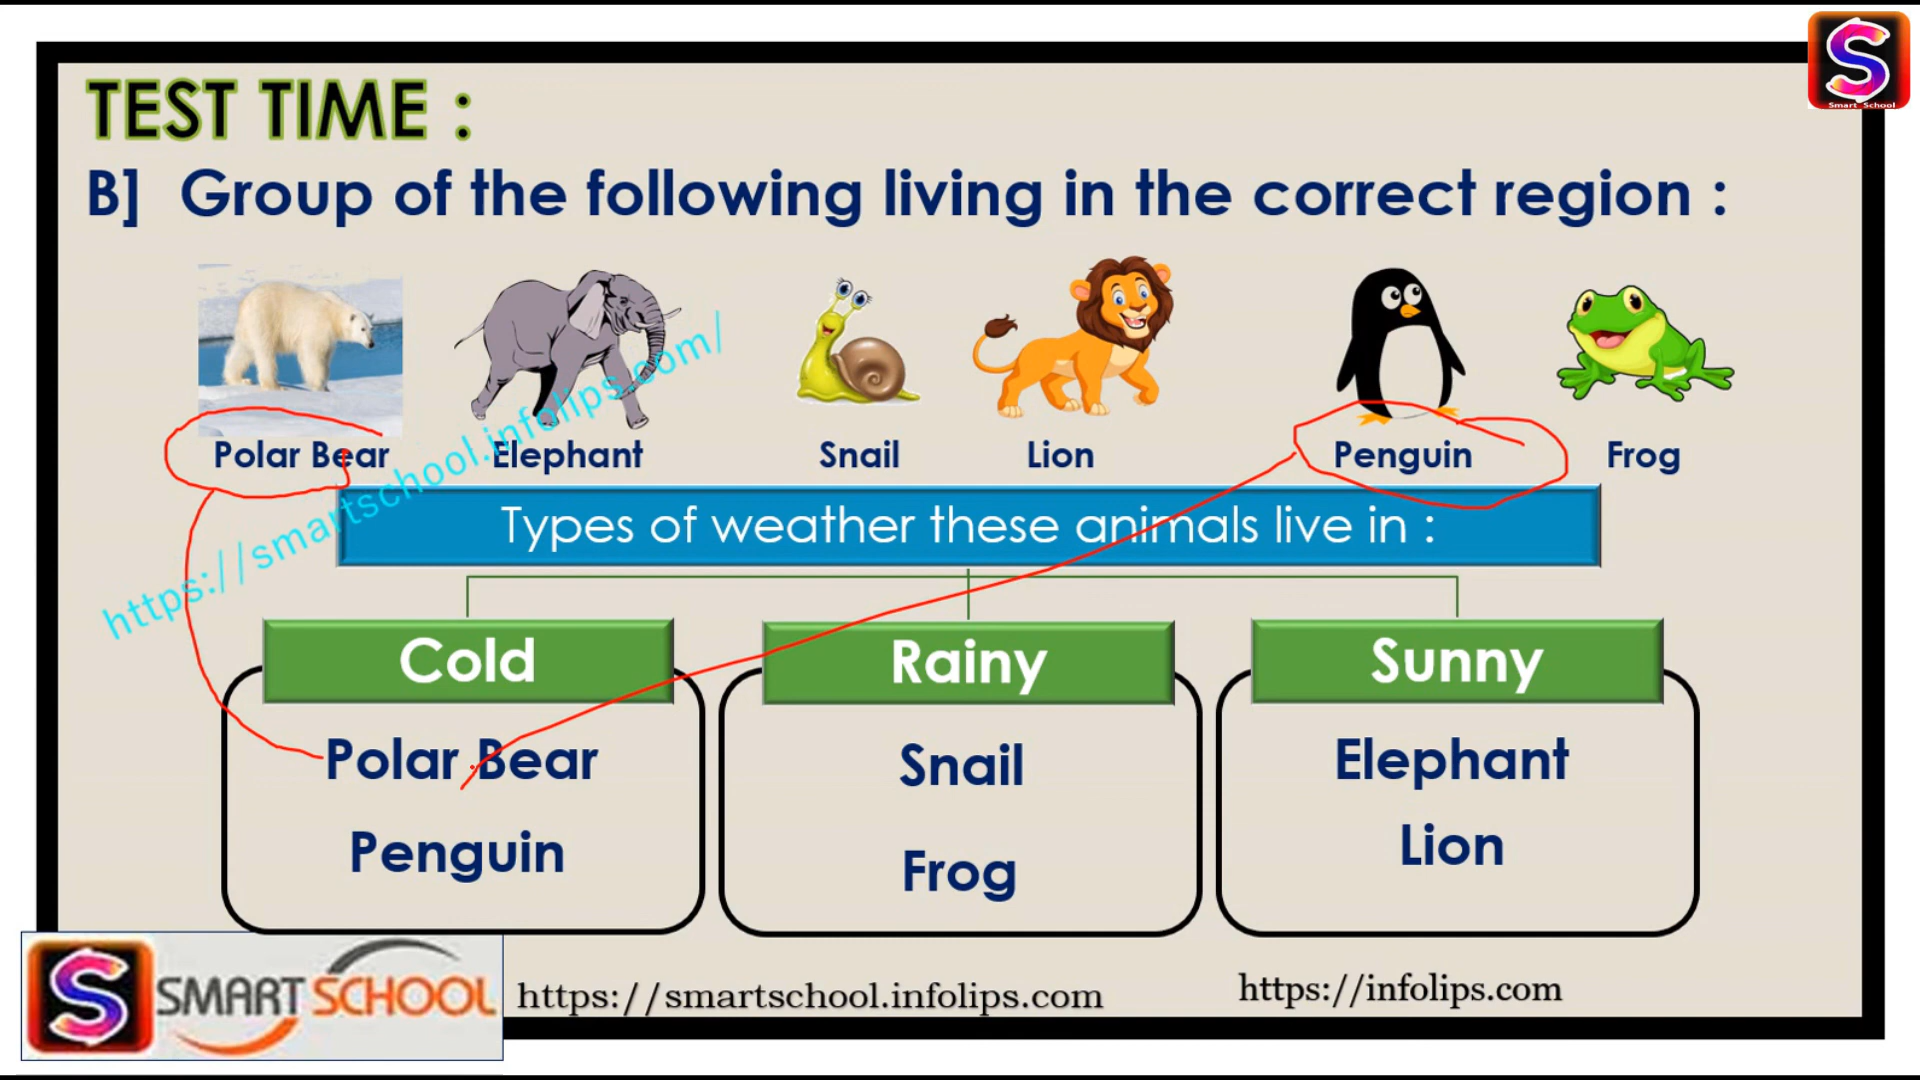 S
Smart School
TEST TIME :
B] Group of the following living in the correct region :
Polar Bear Elephant Snail Lion Penguin Frog
https://smartschool.infolips.com/
Types of weather these animals live in :
Cold Rainy Sunny
Polar Bear Snail Elephant
Penguin Frog Lion
S SMART SCHOOL https://smartschool.infolips.com https://infolips.com